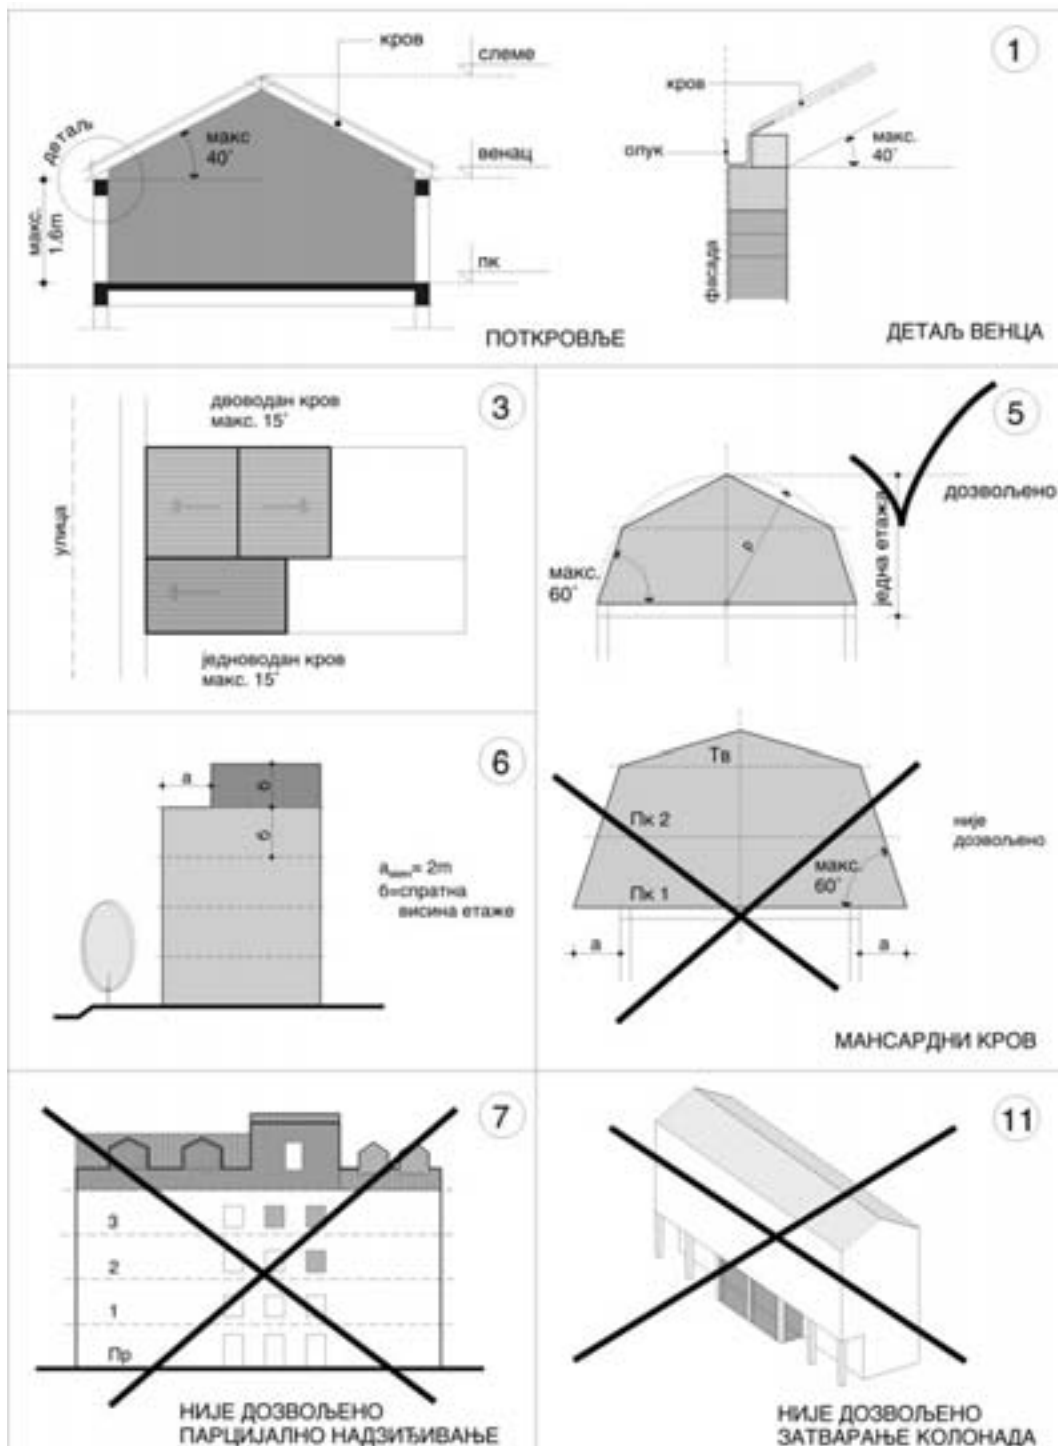 1
кров
слеме
детаљ
макс
40°
венац
макс.
1.6m
пк
ПОТКРОВЉЕ
кров
олук
макс.
40°
фасада
ДЕТАЉ ВЕНЦА
3
двоводан кров
макс. 15°
улица
једноводан кров
макс. 15°
5
дозвољено
једна етажа
макс.
60°
Тв
Пк 2
Пк 1
није
дозвољено
макс.
60°
а
а
МАНСАРДНИ КРОВ
6
а
б
б
= 2m
б=спратна
висина етаже
7
3
2
1
Пр
НИЈЕ ДОЗВОЉЕНО
ПАРЦИЈАЛНО НАДЗИЂИВАЊЕ
11
НИЈЕ ДОЗВОЉЕНО
ЗАТВАРАЊЕ КОЛОНАДА